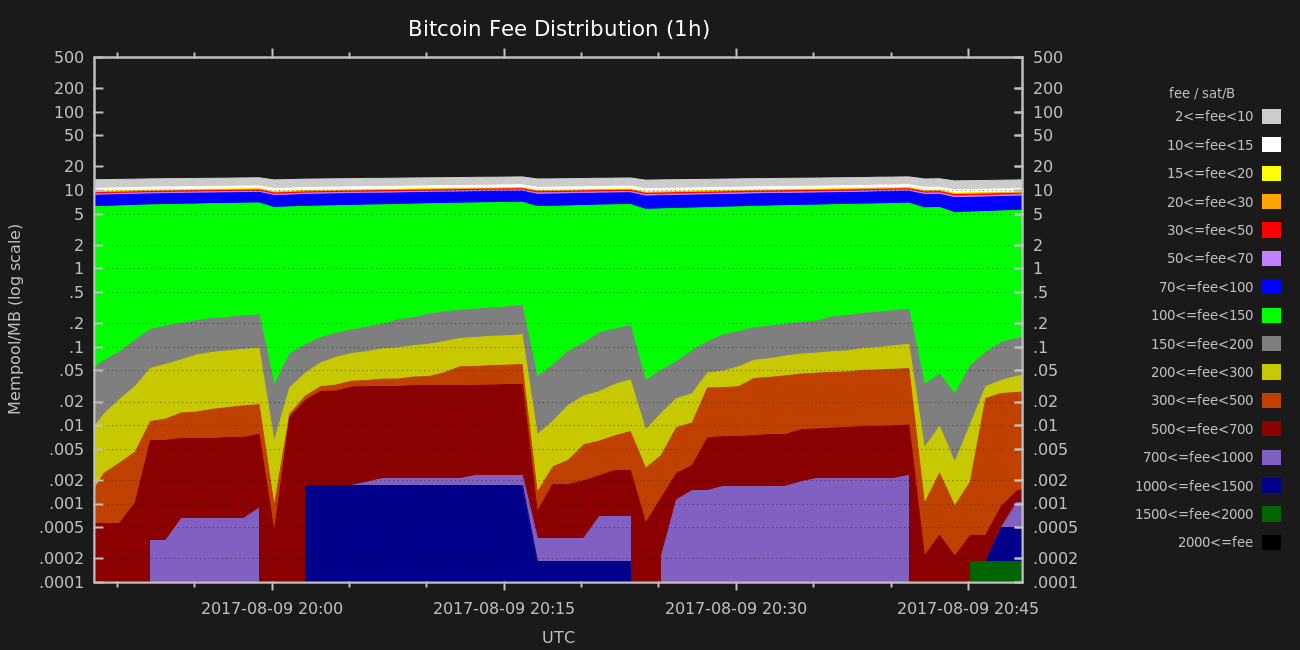 Bitcoin Fee Distribution (1h)
500 500
200 200
100 100
50 50
20 20
10 10
5 5
2 2
1 1
.5 .5
.2 .2
.1 .1
.05 .05
.02 .02
.01 .01
.005 .005
.002 .002
.001 .001
.0005 .0005
.0002 .0002
.0001 .0001
Mempool/MB (log scale)
2017-08-09 20:00 2017-08-09 20:15 2017-08-09 20:30 2017-08-09 20:45
UTC
fee / sat/B
2<=fee<10
10<=fee<15
15<=fee<20
20<=fee<30
30<=fee<50
50<=fee<70
70<=fee<100
100<=fee<150
150<=fee<200
200<=fee<300
300<=fee<500
500<=fee<700
700<=fee<1000
1000<=fee<1500
1500<=fee<2000
2000<=fee